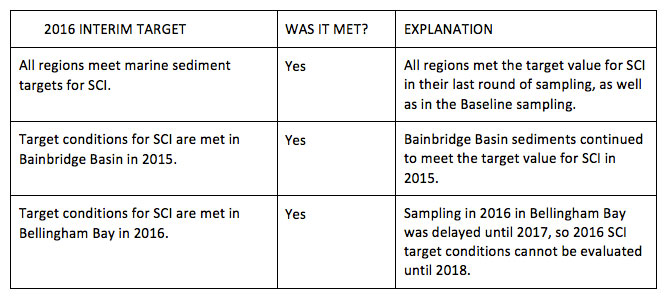 2016 INTERIM TARGET WAS IT MET? EXPLANATION
All regions meet marine sediment
targets for SCI.
Yes
All regions met the target value for SCI
in their last round of sampling, as well
as in the Baseline sampling.
Target conditions for SCI are met in
Bainbridge Basin in 2015.
Yes
Bainbridge Basin sediments continued
to meet the target value for SCI in
2015.
Target conditions for SCI are met in
Bellingham Bay in 2016.
Yes
Sampling in 2016 in Bellingham Bay
was delayed until 2017, so 2016 SCI
target conditions cannot be evaluated
until 2018.